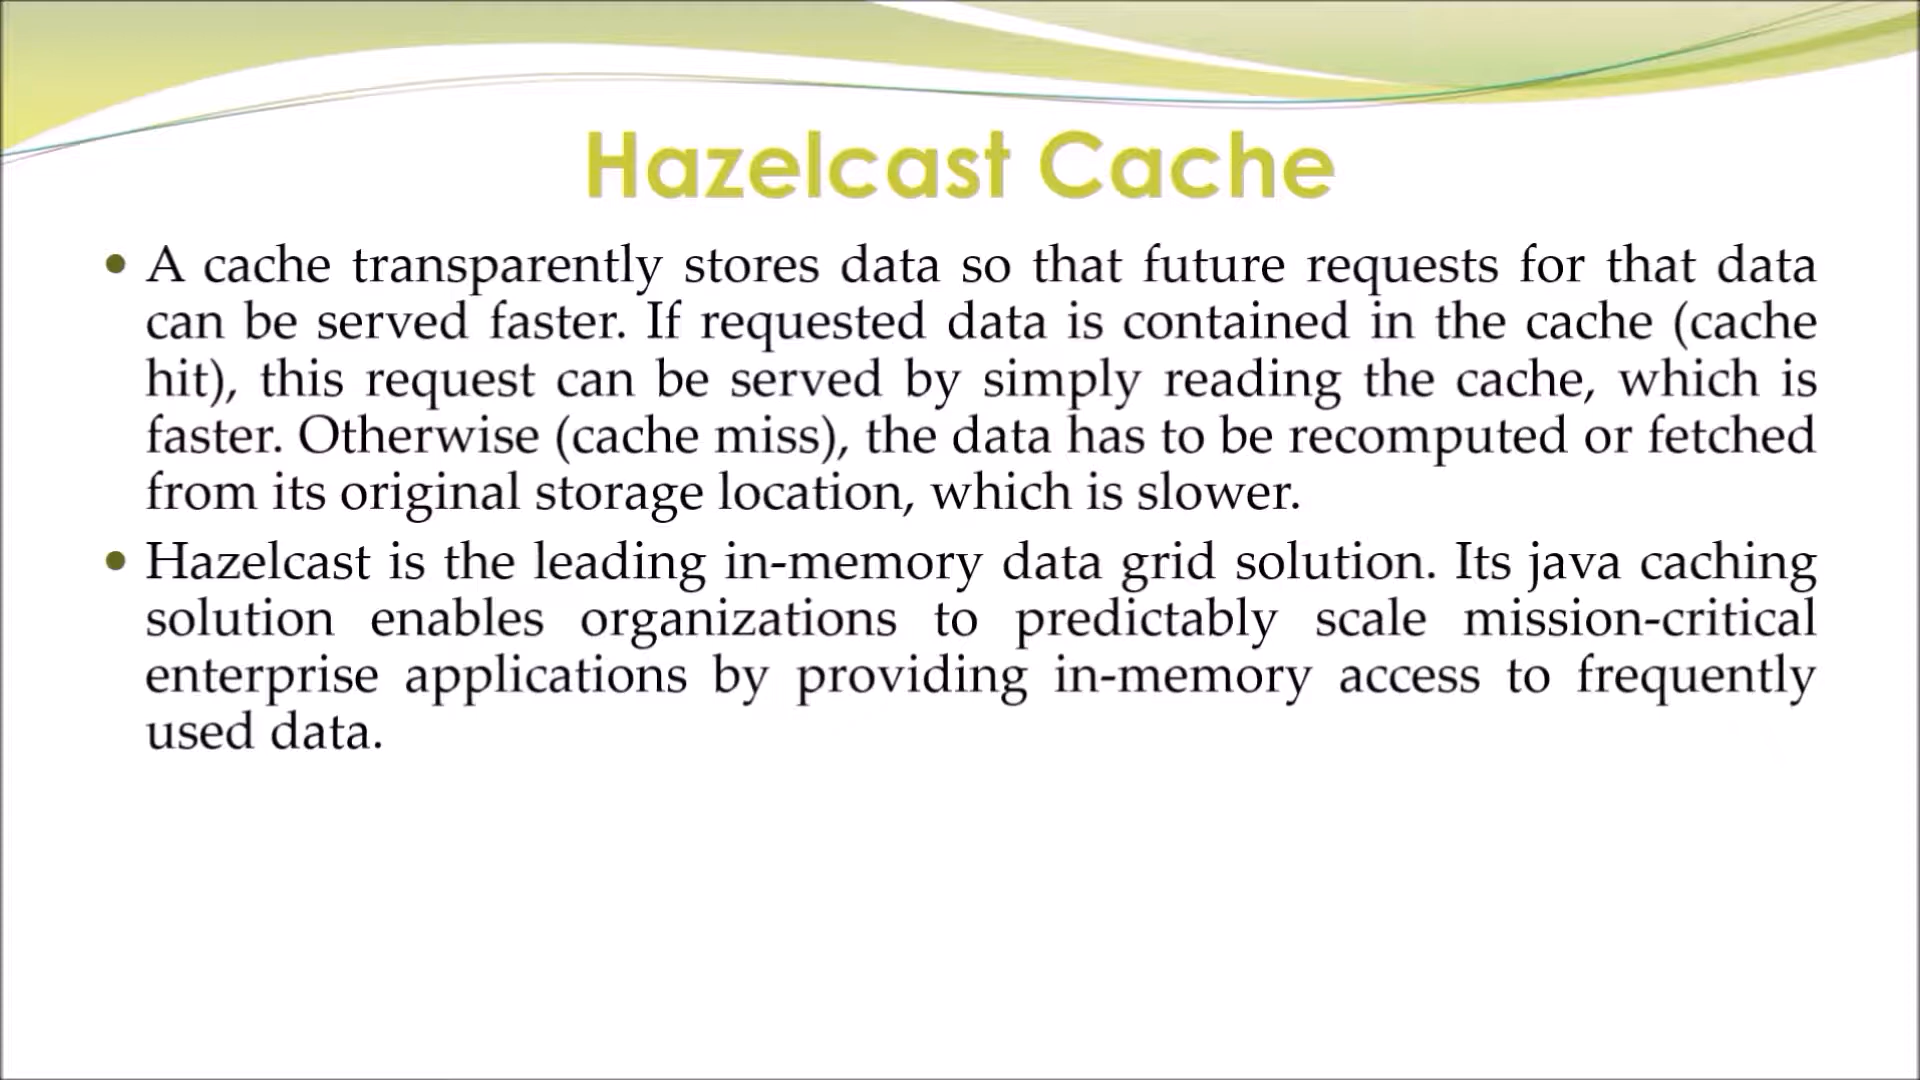 Hazelcast Cache
• A cache transparently stores data so that future requests for that data
can be served faster. If requested data is contained in the cache (cache
hit), this request can be served by simply reading the cache, which is
faster. Otherwise (cache miss), the data has to be recomputed or fetched
from its original storage location, which is slower.
• Hazelcast is the leading in-memory data grid solution. Its java caching
solution enables organizations to predictably scale mission-critical
enterprise applications by providing in-memory access to frequently
used data.